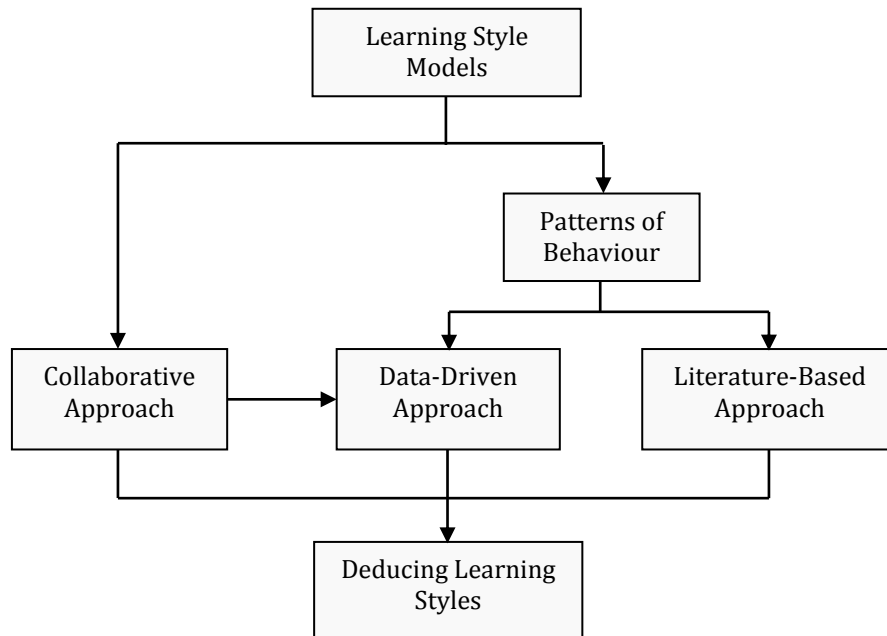 Learning Style
Models
Patterns of
Behaviour
Collaborative
Approach
Data-Driven
Approach
Literature-Based
Approach
Deducing Learning
Styles